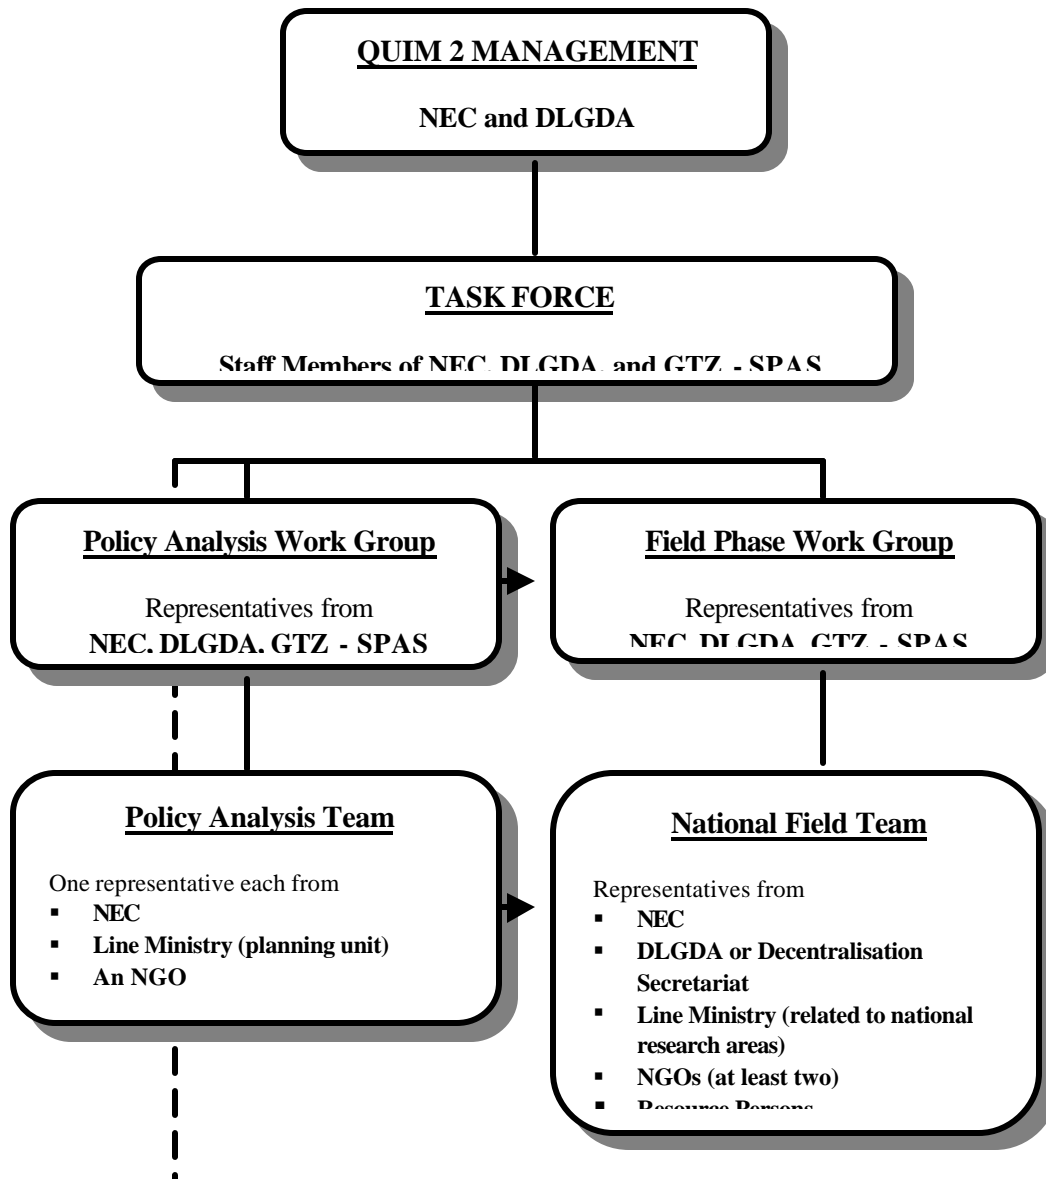 QUIM 2 MANAGEMENT
NEC and DLGDA
TASK FORCE
Staff Members of NEC, DLGDA, and GTZ - SPAS
Policy Analysis Work Group
Representatives from
NEC, DLGDA, GTZ - SPAS
Field Phase Work Group
Representatives from
NEC, DLGDA, GTZ - SPAS
Policy Analysis Team
One representative each from
▪ NEC
▪ Line Ministry (planning unit)
▪ An NGO
National Field Team
Representatives from
▪ NEC
▪ DLGDA or Decentralisation
Secretariat
▪ Line Ministry (related to national
research areas)
▪ NGOs (at least two)
▪ Resource Persons